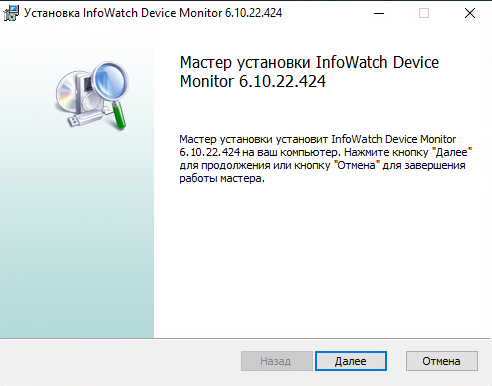 Установка InfoWatch Device Monitor 6.10.22.424
Мастер установки InfoWatch Device
Monitor 6.10.22.424
Мастер установки установит InfoWatch Device Monitor
6.10.22.424 на ваш компьютер. Нажмите кнопку "Далее"
для продолжения или кнопку "Отмена" для завершения
работы мастера.
Назад
Далее
Отмена